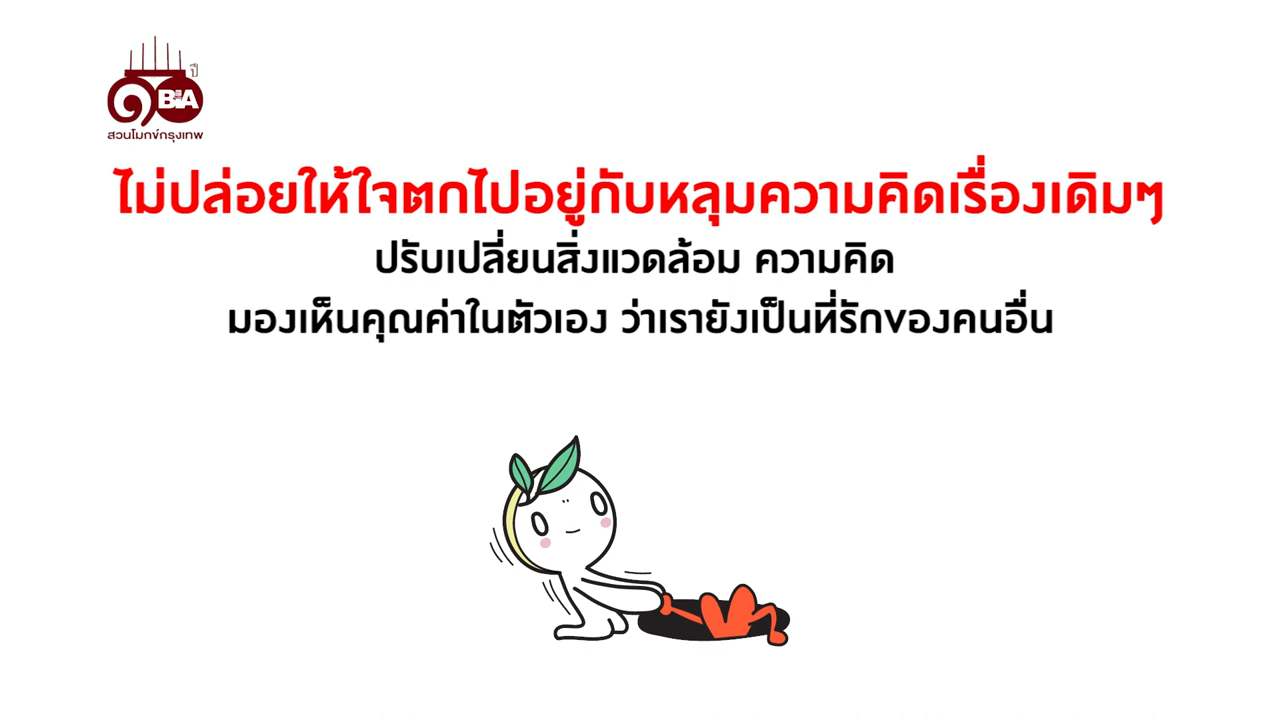 ๑๐ ปี
BIA
สวนโมกข์กรุงเทพ
ไม่ปล่อยให้ใจตกไปอยู่กับหลุมความคิดเรื่องเดิมๆ
ปรับเปลี่ยนสิ่งแวดล้อม ความคิด
มองเห็นคุณค่าในตัวเอง ว่าเรายังเป็นที่รักของคนอื่น